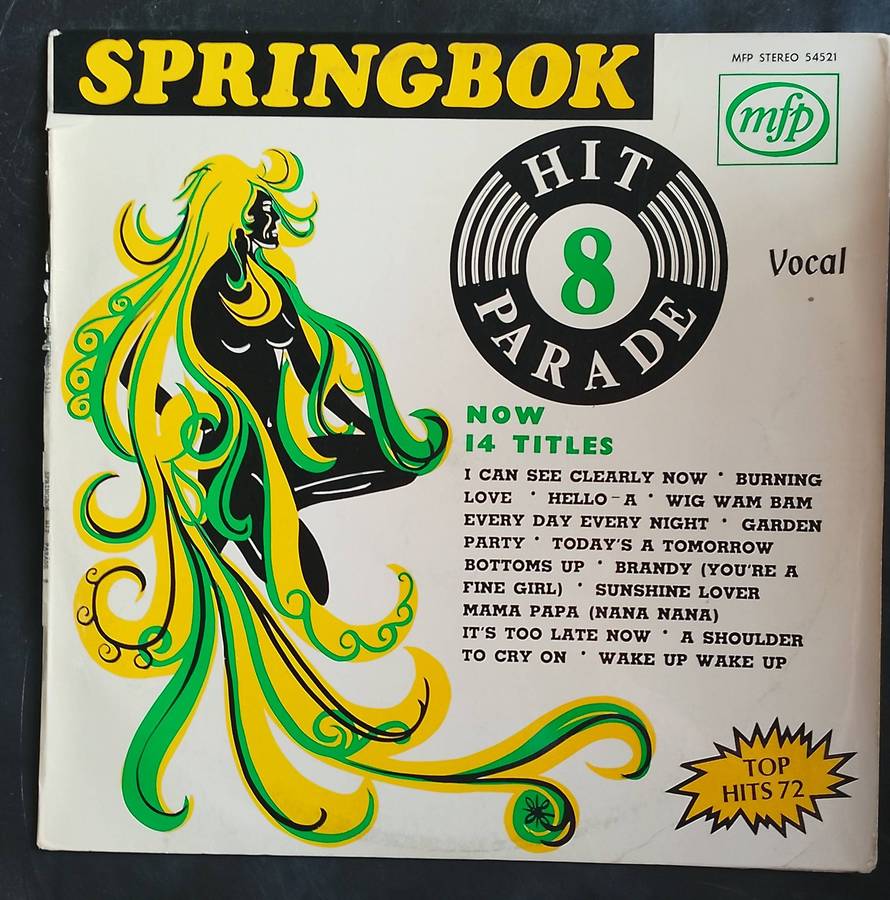 SPRINGBOK
MFP STEREO 54521
mfp
HIT
8
PARADE
Vocal
NOW
14 TITLES
I CAN SEE CLEARLY NOW * BURNING
LOVE * HELLO-A * WIG WAM BAM
EVERY DAY EVERY NIGHT * GARDEN
PARTY * TODAY'S A TOMORROW
BOTTOMS UP * BRANDY (YOU'RE A
FINE GIRL) * SUNSHINE LOVER
MAMA PAPA (NANA NANA)
IT'S TOO LATE NOW * A SHOULDER
TO CRY ON * WAKE UP WAKE UP
TOP
HITS 72